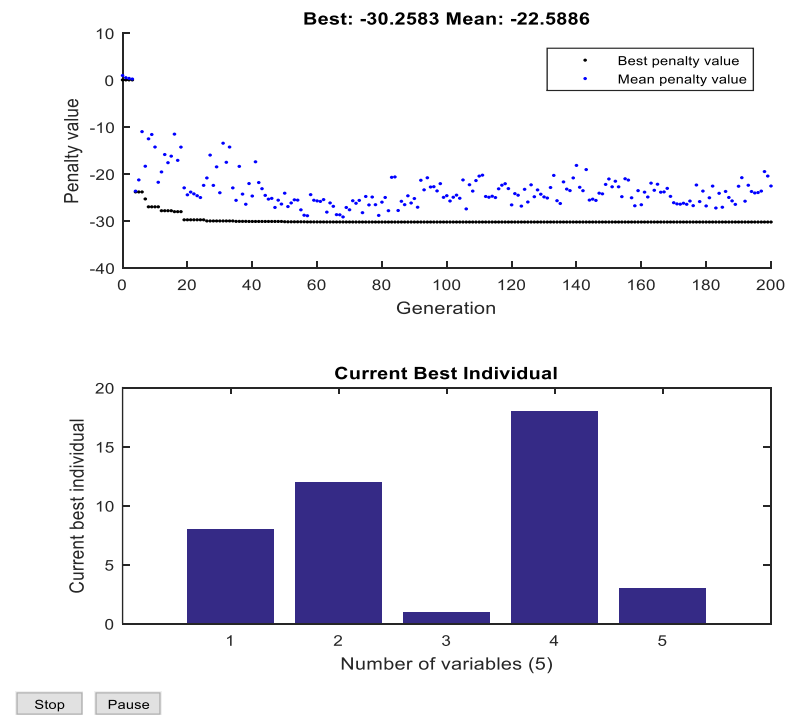 Best: -30.2583 Mean: -22.5886
10
0
-10
-20
-30
-40
Penalty value
Best penalty value
Mean penalty value
0 20 40 60 80 100 120 140 160 180 200
Generation
Current Best Individual
20
15
10
5
0
Current best individual
1 2 3 4 5
Number of variables (5)
Stop Pause